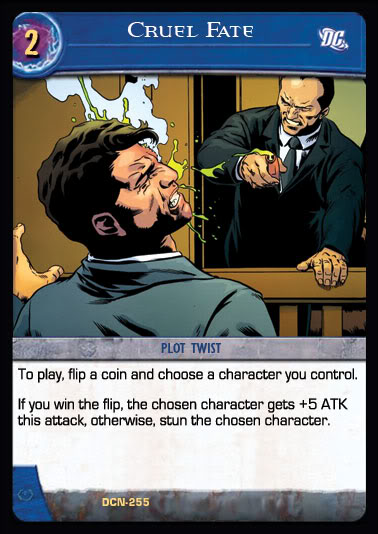 2
Cruel Fate
DC
PLOT TWIST
To play, flip a coin and choose a character you control.
If you win the flip, the chosen character gets +5 ATK
this attack, otherwise, stun the chosen character.
DCN-255